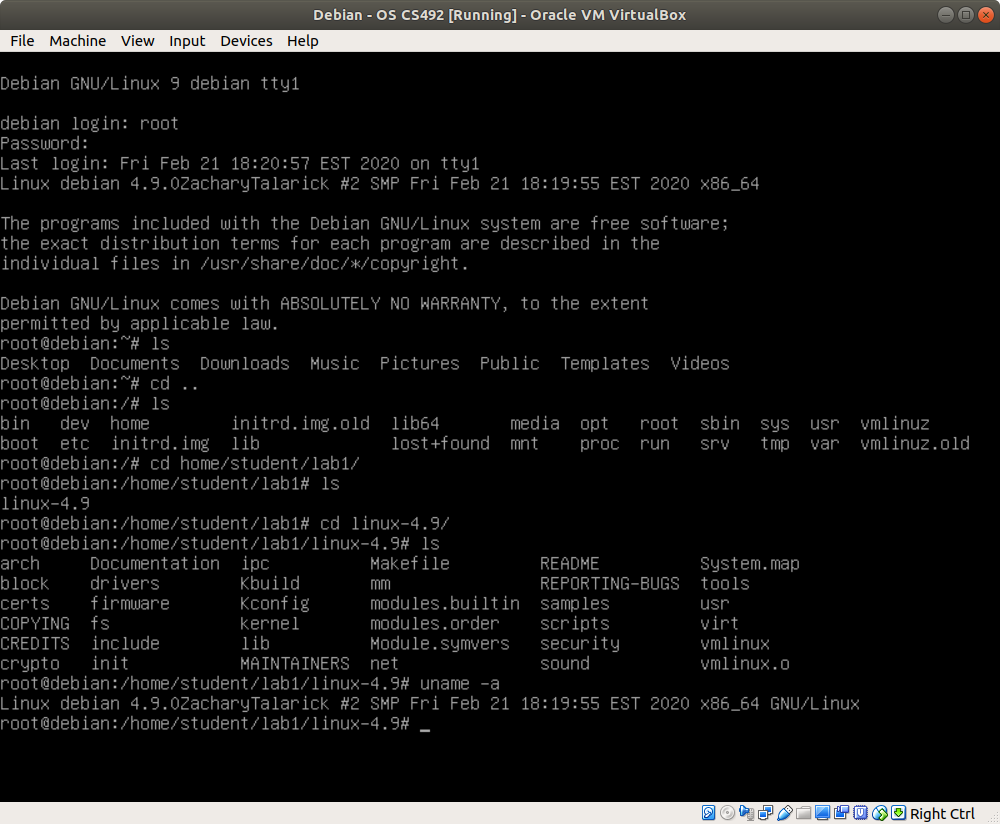 Debian - OS CS492 [Running] - Oracle VM VirtualBox
File Machine View Input Devices Help
Debian GNU/Linux 9 debian tty1
debian login: root
Password:
Last login: Fri Feb 21 18:20:57 EST 2020 on tty1
Linux debian 4.9.0ZacharyTalarick #2 SMP Fri Feb 21 18:19:55 EST 2020 x86_64
The programs included with the Debian GNU/Linux system are free software;
the exact distribution terms for each program are described in the
individual files in /usr/share/doc/*/copyright.
Debian GNU/Linux comes with ABSOLUTELY NO WARRANTY, to the extent
permitted by applicable law.
root@debian:~# ls
Desktop Documents Downloads Music Pictures Public Templates Videos
root@debian:~# cd ..
root@debian:/# ls
bin dev home initrd.img.old lib64 media opt root sbin sys usr vmlinuz
boot etc initrd.img lib lost+found mnt proc run srv tmp var vmlinuz.old
root@debian:/# cd home/student/lab1/
root@debian:/home/student/lab1# ls
linux-4.9
root@debian:/home/student/lab1# cd linux-4.9/
root@debian:/home/student/lab1/linux-4.9# ls
arch Documentation ipc Makefile README System.map
block drivers Kbuild mm REPORTING-BUGS tools
certs firmware Kconfig modules.builtin samples usr
COPYING fs kernel modules.order scripts virt
CREDITS include lib Module.symvers security vmlinux
crypto init MAINTAINERS net sound vmlinux.o
root@debian:/home/student/lab1/linux-4.9# uname -a
Linux debian 4.9.0ZacharyTalarick #2 SMP Fri Feb 21 18:19:55 EST 2020 x86_64 GNU/Linux
root@debian:/home/student/lab1/linux-4.9# _
Right Ctrl